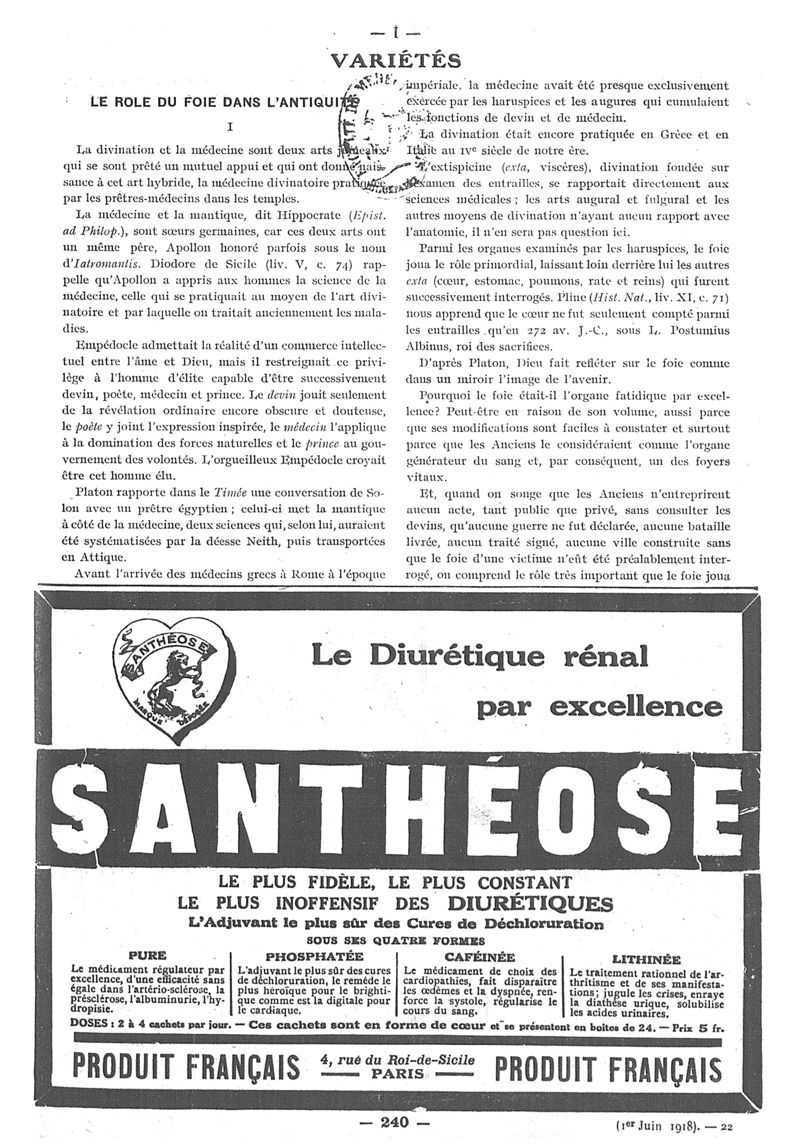 — I —
VARIÉTÉS
LE ROLE DU FOIE DANS L'ANTIQUITÉ
I
La divination et la médecine sont deux arts jumeaux
qui se sont prêté un mutuel appui et qui ont donné nais-
sance à cet art hybride, la médecine divinatoire pratiquée
par les prêtres-médecins dans les temples.
La médecine et la mantique, dit Hippocrate (Epist.
ad Philop.), sont sœurs germaines, car ces deux arts ont
un même père, Apollon honoré parfois sous le nom
d'Iatromantis. Diodore de Sicile (liv. V, c. 74) rap-
pelle qu'Apollon a appris aux hommes la science de la
médecine, celle qui se pratiquait au moyen de l'art divi-
natoire et par laquelle on traitait anciennement les mala-
dies.
Empédocle admettait la réalité d'un commerce intellec-
tuel entre l'âme et Dieu, mais il restreignait ce privi-
lège à l'homme d'élite capable d'être successivement
devin, poète, médecin et prince. Le devin jouit seulement
de la révélation ordinaire encore obscure et douteuse,
le poète y joint l'expression inspirée, le médecin l'applique
à la domination des forces naturelles et le prince au gou-
vernement des volontés. L'orgueilleux Empédocle croyait
être cet homme élu.
Platon rapporte dans le Timée une conversation de So-
lon avec un prêtre égyptien ; celui-ci met la mantique
à côté de la médecine, deux sciences qui, selon lui, auraient
été systématisées par la déesse Neith, puis transportées
en Attique.
Avant l'arrivée des médecins grecs à Rome à l'époque
impériale, la médecine avait été presque exclusivement
exercée par les haruspices et les augures qui cumulaient
les fonctions de devin et de médecin.
La divination était encore pratiquée en Grèce et en
Italie au IVe siècle de notre ère.
L'extispicine (exta, viscères), divination fondée sur
l'examen des entrailles, se rapportait directement aux
sciences médicales ; les arts augural et fulgural et les
autres moyens de divination n'ayant aucun rapport avec
l'anatomie, il n'en sera pas question ici.
Parmi les organes examinés par les haruspices, le foie
joua le rôle primordial, laissant loin derrière lui les autres
exta (cœur, estomac, poumons, rate et reins) qui furent
successivement interrogés. Pline (Hist. Nat., liv. XI, c. 71)
nous apprend que le cœur ne fut seulement compté parmi
les entrailles qu'en 272 av. J.-C., sous L. Postumius
Albinus, roi des sacrifices.
D'après Platon, Dieu fait refléter sur le foie comme
dans un miroir l'image de l'avenir.
Pourquoi le foie était-il l'organe fatidique par excel-
lence? Peut-être en raison de son volume, aussi parce
que ses modifications sont faciles à constater et surtout
parce que les Anciens le considéraient comme l'organe
générateur du sang et, par conséquent, un des foyers
vitaux.
Et, quand on songe que les Anciens n'entreprirent
aucun acte, tant public que privé, sans consulter les
devins, qu'aucune guerre ne fut déclarée, aucune bataille
livrée, aucun traité signé, aucune ville construite sans
que le foie d'une victime n'eût été préalablement inter-
rogé, on comprend le rôle très important que le foie joua
SANTHÉOSE
MARQUE DÉPOSÉE
Le Diurétique rénal
par excellence
SANTHÉOSE
LE PLUS FIDÈLE, LE PLUS CONSTANT
LE PLUS INOFFENSIF DES DIURÉTIQUES
L'Adjuvant le plus sûr des Cures de Déchloruration
SOUS SES QUATRE FORMES
PURE
Le médicament régulateur par
excellence, d'une efficacité sans
égale dans l'artério-sclérose, la
présclérose, l'albuminurie, l'hy-
dropisie.
PHOSPHATÉE
L'adjuvant le plus sûr des cures
de déchloruration, le remède le
plus héroïque pour le brighti-
que comme est la digitale pour
le cardiaque.
CAFÉINÉE
Le médicament de choix des
cardiopathies, fait disparaître
les œdèmes et la dyspnée, ren-
force la systole, régularise le
cours du sang.
LITHINÉE
Le traitement rationnel de l'ar-
thritisme et de ses manifesta-
tions ; jugule les crises, enraye
la diathèse urique, solubilise
les acides urinaires.
DOSES : 2 à 4 cachets par jour. — Ces cachets sont en forme de cœur et se présentent en boîtes de 24. — Prix 5 fr.
PRODUIT FRANÇAIS
4, rue du Roi-de-Sicile
PARIS
PRODUIT FRANÇAIS
— 240 —
(1er Juin 1918). — 22